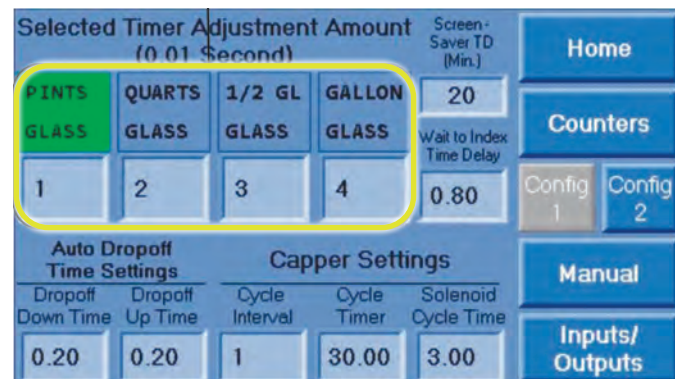 Selected Timer Adjustment Amount
(0.01 Second)
Screen-
Saver TD
(Min.)
Home
PINTS
GLASS
QUARTS
GLASS
1/2 GL
GLASS
GALLON
GLASS
20
Counters
Wait to Index
Time Delay
1
2
3
4
0.80
Config
1
Config
2
Auto Dropoff
Time Settings
Capper Settings
Manual
Dropoff
Down Time
Dropoff
Up Time
Cycle
Interval
Cycle
Timer
Solenoid
Cycle Time
0.20
0.20
1
30.00
3.00
Inputs/
Outputs